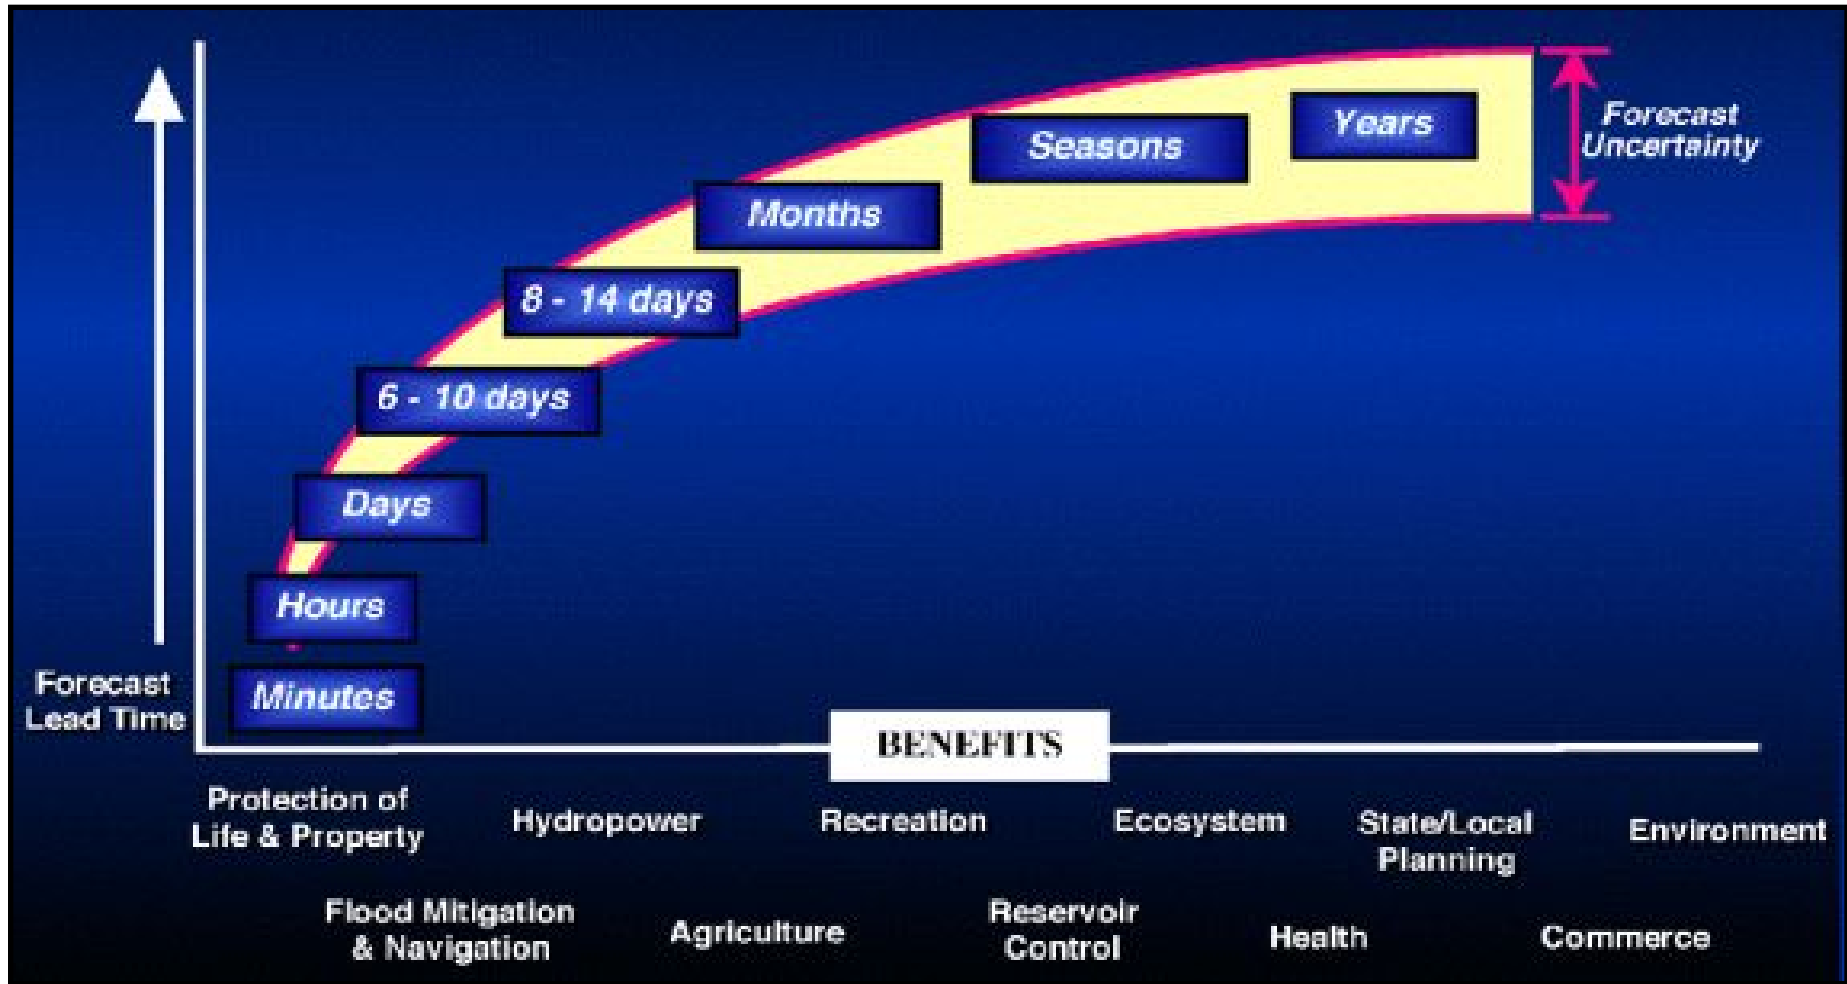 Years
Forecast
Uncertainty
Seasons
Months
8 - 14 days
6 - 10 days
Days
Hours
Minutes
Forecast
Lead Time
BENEFITS
Protection of
Life & Property
Hydropower
Recreation
Ecosystem
State/Local
Planning
Environment
Flood Mitigation
& Navigation
Agriculture
Reservoir
Control
Health
Commerce